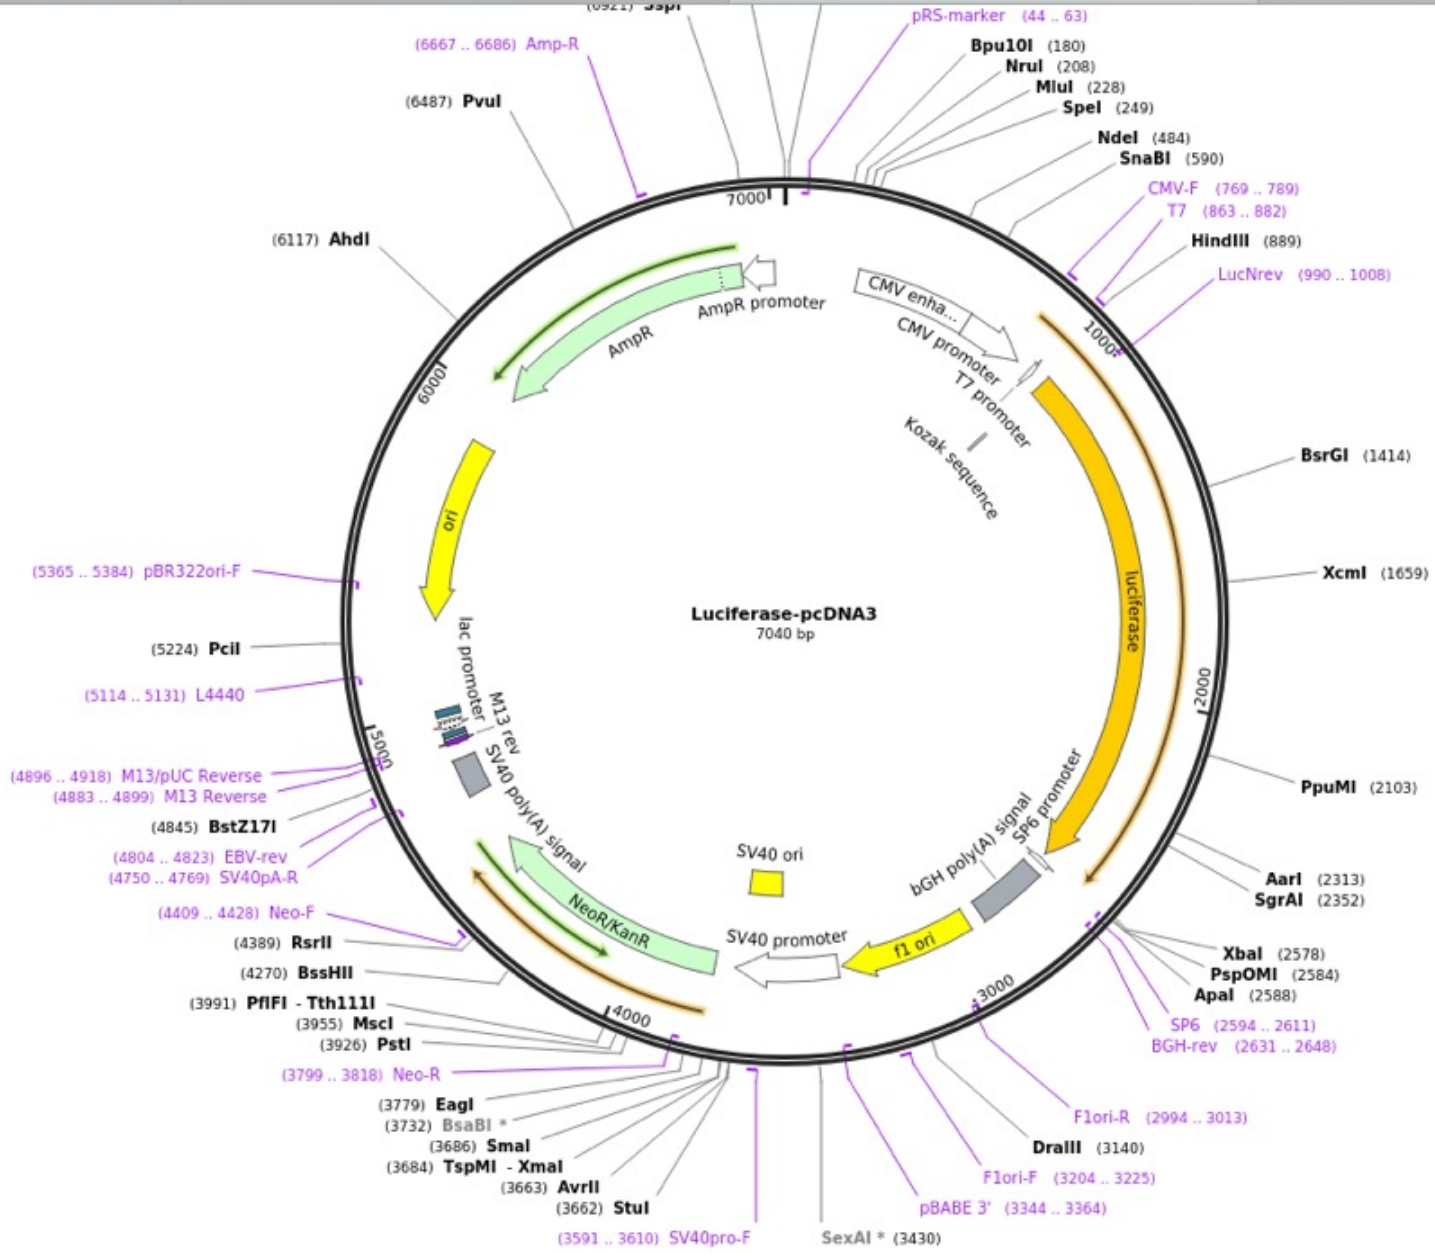 (6921) SspI
pRS-marker (44 .. 63)
(6667 .. 6686) Amp-R
Bpu10I (180)
NruI (208)
MluI (228)
(6487) PvuI
SpeI (249)
NdeI (484)
SnaBI (590)
CMV-F (769 .. 789)
7000
T7 (863 .. 882)
(6117) AhdI
HindIII (889)
LucNrev (990 .. 1008)
CMV enha...
AmpR promoter
AmpR
CMV promoter
1000
T7 promoter
6000
Kozak sequence
BsrGI (1414)
ori
(5365 .. 5384) pBR322ori-F
XcmI (1659)
luciferase
Luciferase-pcDNA3
7040 bp
(5224) PciI
lac promoter
(5114 .. 5131) L4440
2000
M13 rev
5000
(4896 .. 4918) M13/pUC Reverse
(4883 .. 4899) M13 Reverse
SV40 poly(A) signal
PpuMI (2103)
SP6 promoter
(4845) BstZ17I
bGH poly(A) signal
(4804 .. 4823) EBV-rev
SV40 ori
(4750 .. 4769) SV40pA-R
AarI (2313)
SgrAI (2352)
(4409 .. 4428) Neo-F
NeoR/KanR
SV40 promoter
f1 ori
(4389) RsrII
XbaI (2578)
(4270) BssHII
PspOMI (2584)
3000
ApaI (2588)
(3991) PflFI - Tth111I
4000
(3955) MscI
SP6 (2594 .. 2611)
(3926) PstI
BGH-rev (2631 .. 2648)
(3799 .. 3818) Neo-R
(3779) EagI
F1ori-R (2994 .. 3013)
(3732) BsaBI *
(3686) SmaI
DraIII (3140)
(3684) TspMI - XmaI
F1ori-F (3204 .. 3225)
(3663) AvrII
(3662) StuI
pBABE 3' (3344 .. 3364)
(3591 .. 3610) SV40pro-F
SexAI * (3430)